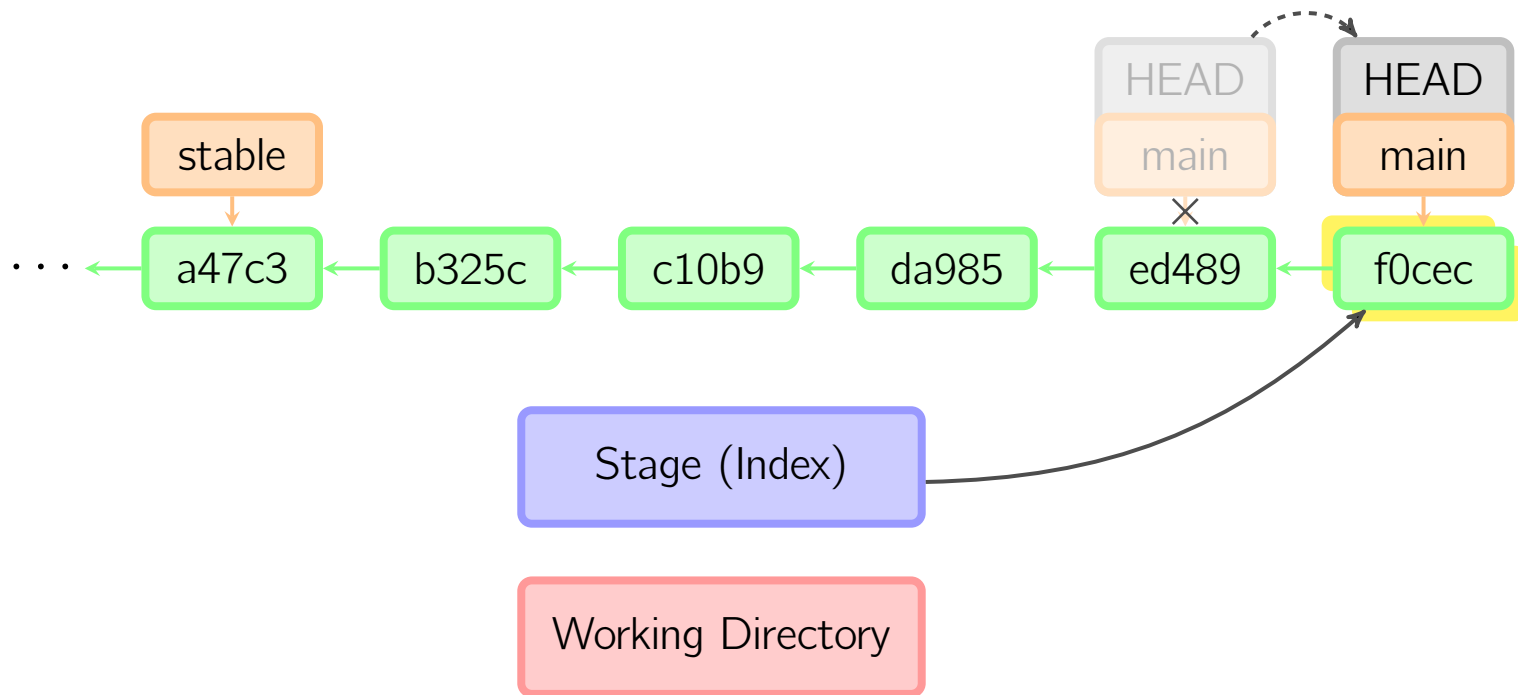 HEAD HEAD
stable main main
... a47c3 b325c c10b9 da985 ed489 f0cec
Stage (Index)
Working Directory